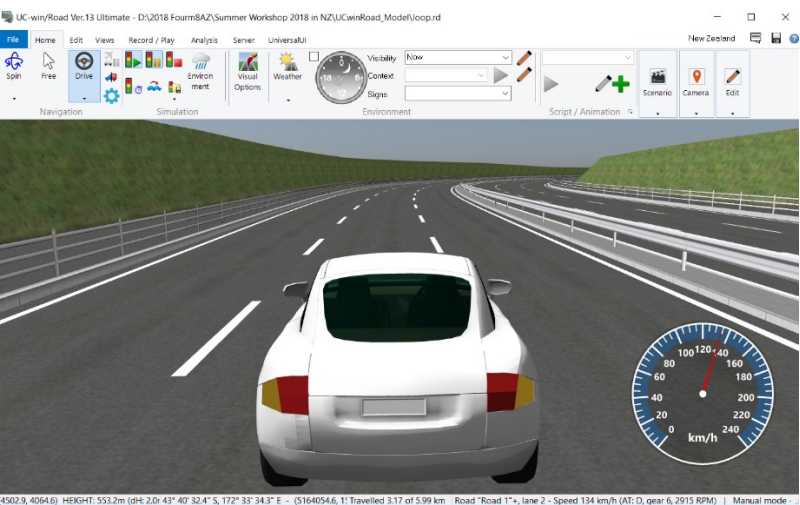 UC-win/Road Ver.13 Ultimate - D:\2018 Fourm8AZ\Summer Workshop 2018 in NZ\UCwinRoad_Model\loop.rd
File Home Edit Views Record / Play Analysis Server UniversalUI New Zealand
Spin Free Drive Environ
ment
Visual
Options
Weather
18 6
12
Visibility Now
Context
Signs
Scenario Camera Edit
Navigation Simulation Environment Script / Animation
0 20 40 60 80 100 120 140 160 180 200 220 240
km/h
4502.9, 4064.6) HEIGHT: 553.2m (dH: 2.0r 43° 40' 32.4" S, 172° 33' 34.3" E - (5164054.6, 1! Travelled 3.17 of 5.99 km Road "Road 1"+, lane 2 - Speed 134 km/h (AT: D, gear 6, 2915 RPM) | Manual mode -